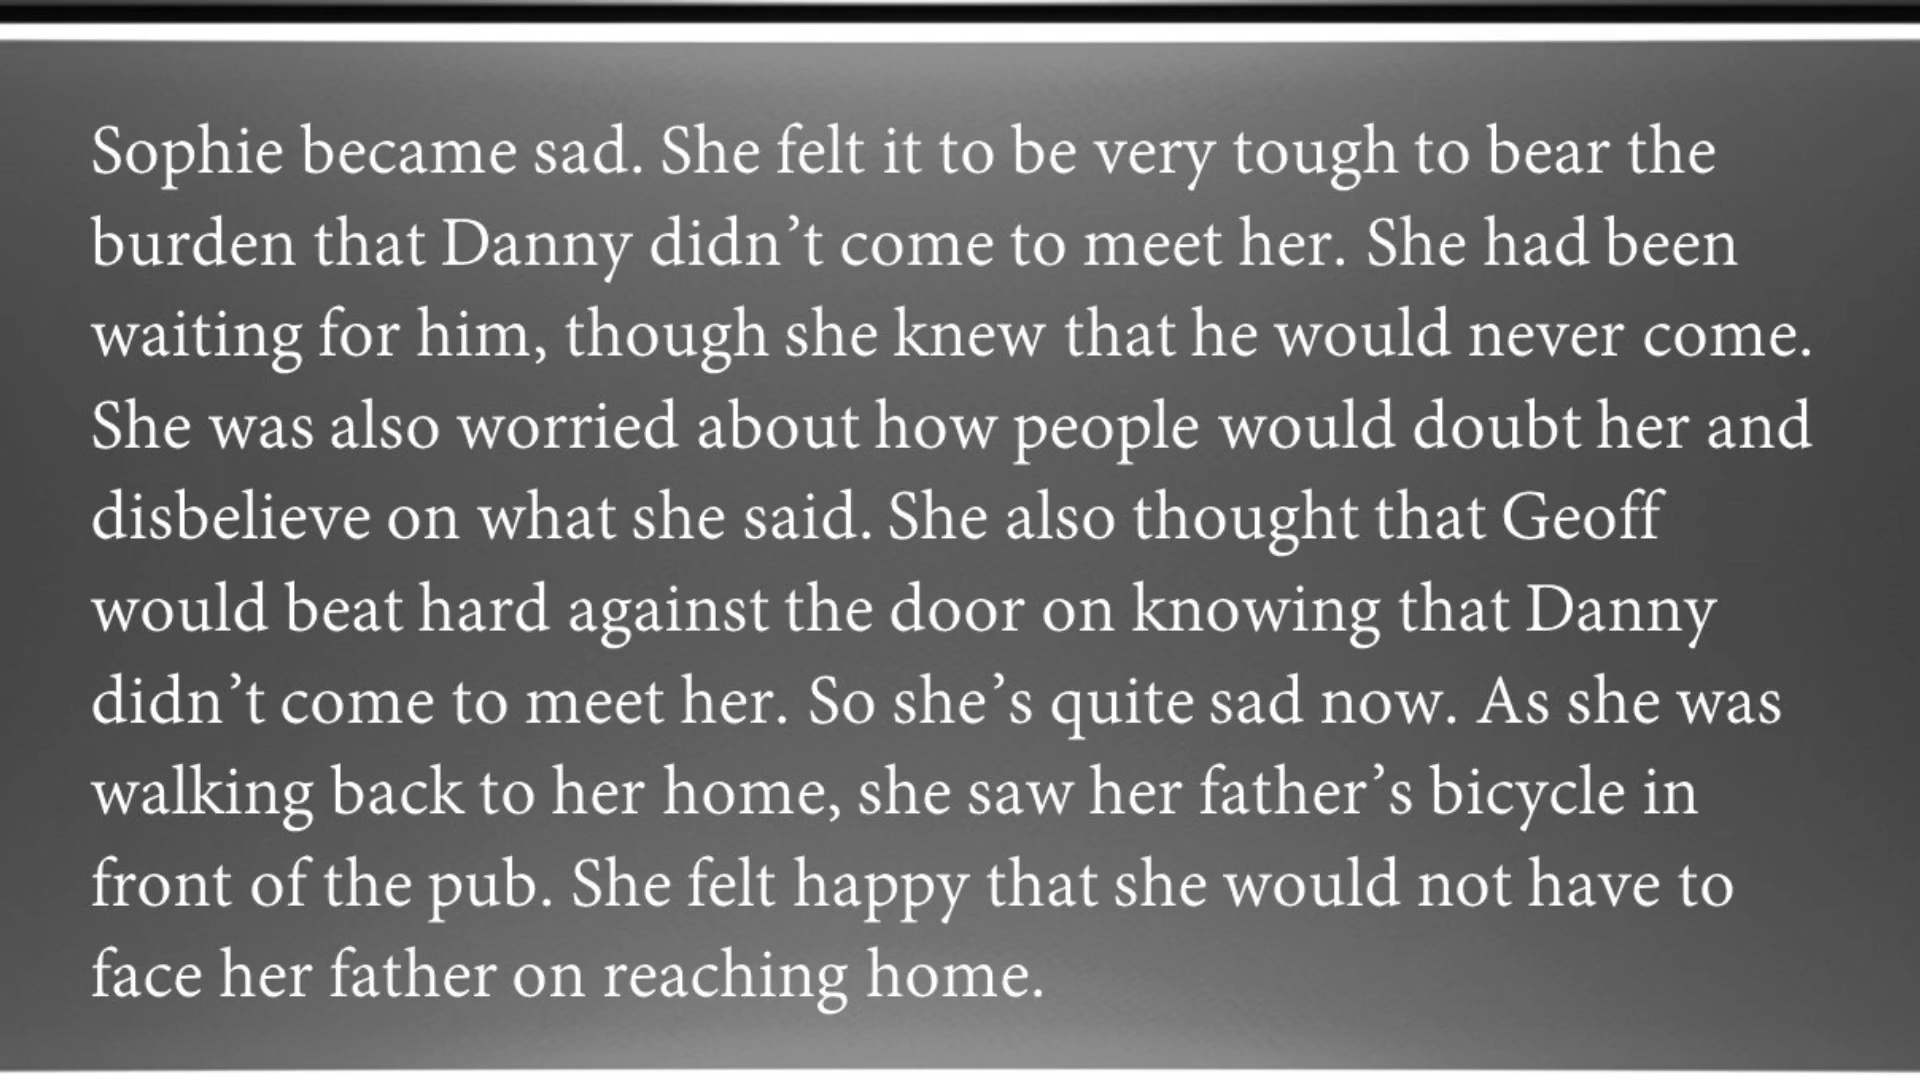 Sophie became sad. She felt it to be very tough to bear the
burden that Danny didn’t come to meet her. She had been
waiting for him, though she knew that he would never come.
She was also worried about how people would doubt her and
disbelieve on what she said. She also thought that Geoff
would beat hard against the door on knowing that Danny
didn’t come to meet her. So she’s quite sad now. As she was
walking back to her home, she saw her father’s bicycle in
front of the pub. She felt happy that she would not have to
face her father on reaching home.